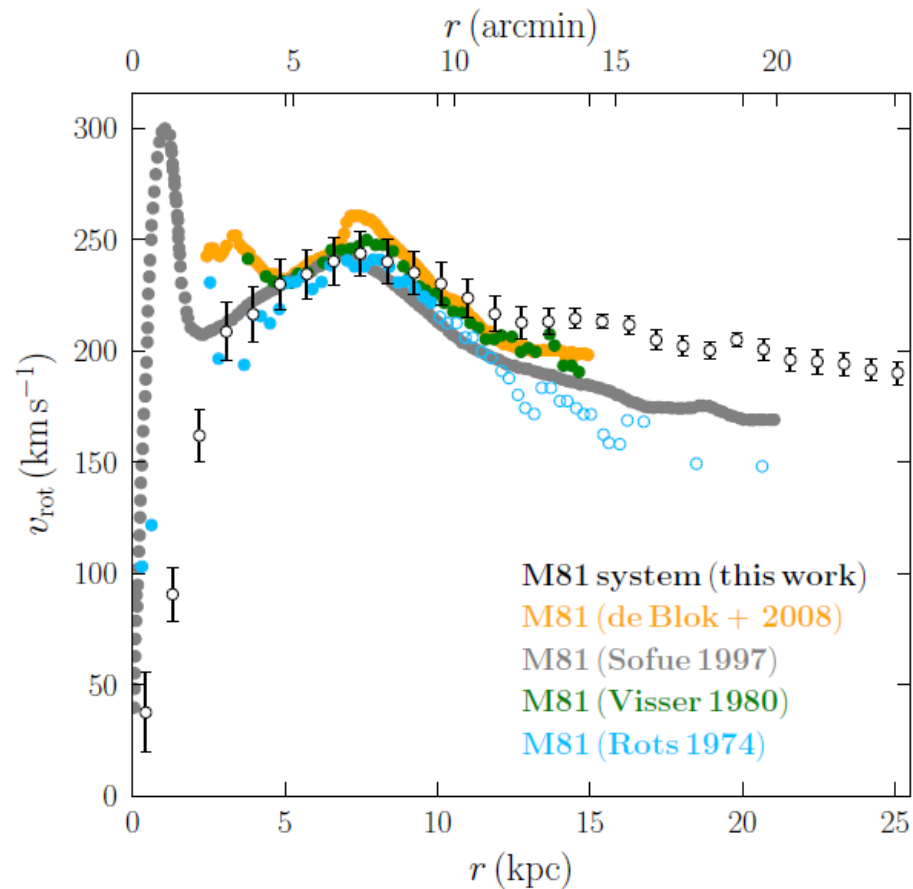 r (arcmin)
0 5 10 15 20
300
250
200
150
100
50
0
v_rot (km s⁻¹)
M81 system (this work)
M81 (de Blok + 2008)
M81 (Sofue 1997)
M81 (Visser 1980)
M81 (Rots 1974)
0 5 10 15 20 25
r (kpc)